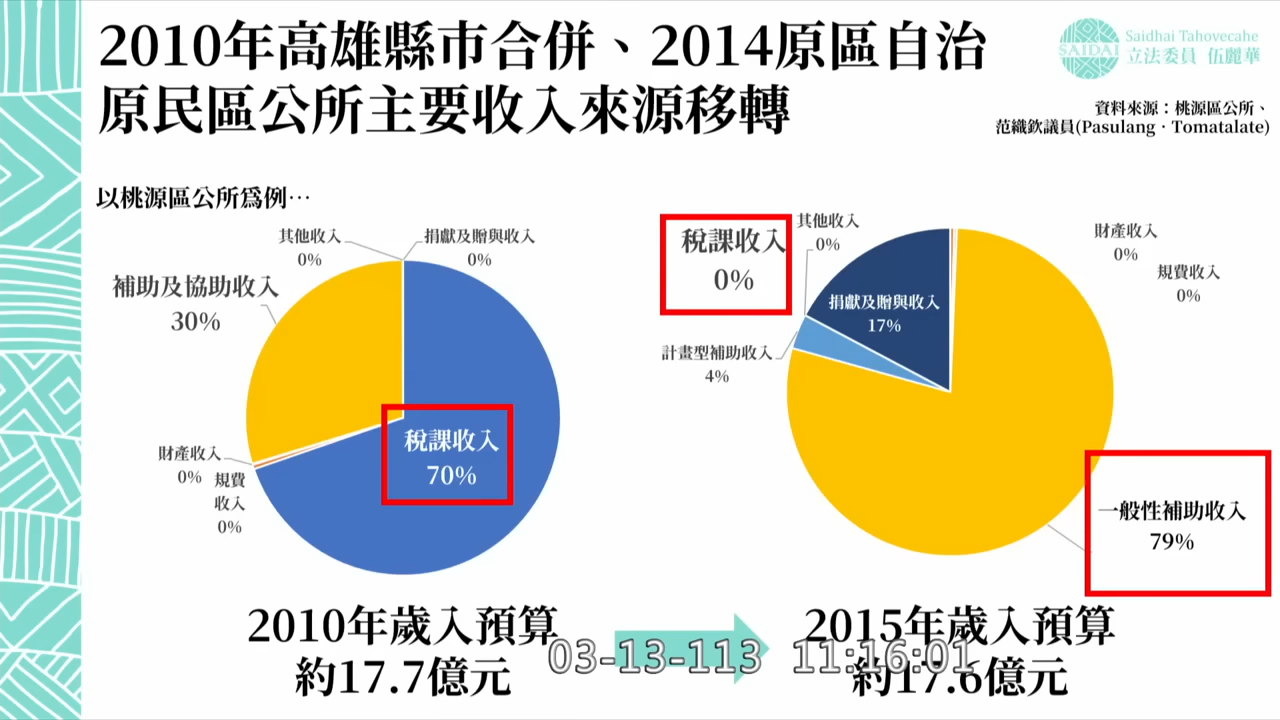 2010年高雄縣市合併、2014原區自治
原民區公所主要收入來源移轉
SAIDAI
Saidhai Tahovecahe
立法委員 伍麗華
資料來源：桃源區公所、
范織欽議員(Pasulang．Tomatalate)
以桃源區公所為例…
其他收入
0%
捐獻及贈與收入
0%
補助及協助收入
30%
稅課收入
70%
財產收入
0%
規費
收入
0%
2010年歲入預算
約17.7億元
稅課收入
0%
其他收入
0%
財產收入
0%
規費收入
0%
捐獻及贈與收入
17%
計畫型補助收入
4%
一般性補助收入
79%
2015年歲入預算
約17.6億元
03-13-113 11:16:01